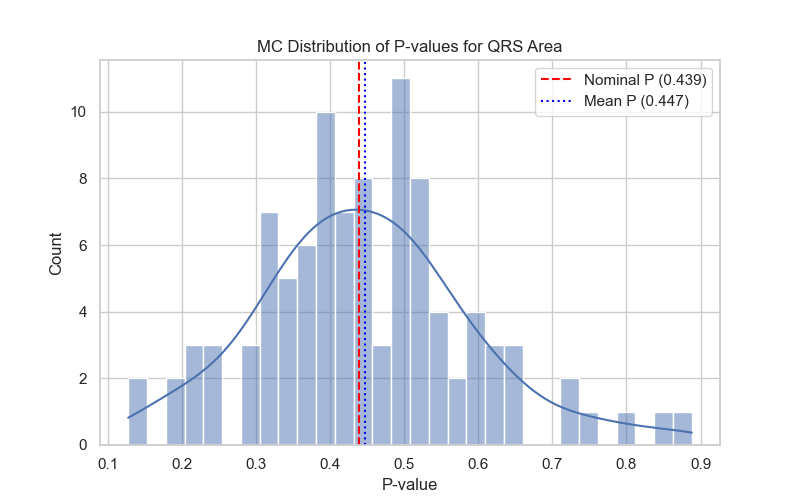 MC Distribution of P-values for QRS Area
Nominal P (0.439)
Mean P (0.447)
Count
10
8
6
4
2
0
0.1 0.2 0.3 0.4 0.5 0.6 0.7 0.8 0.9
P-value